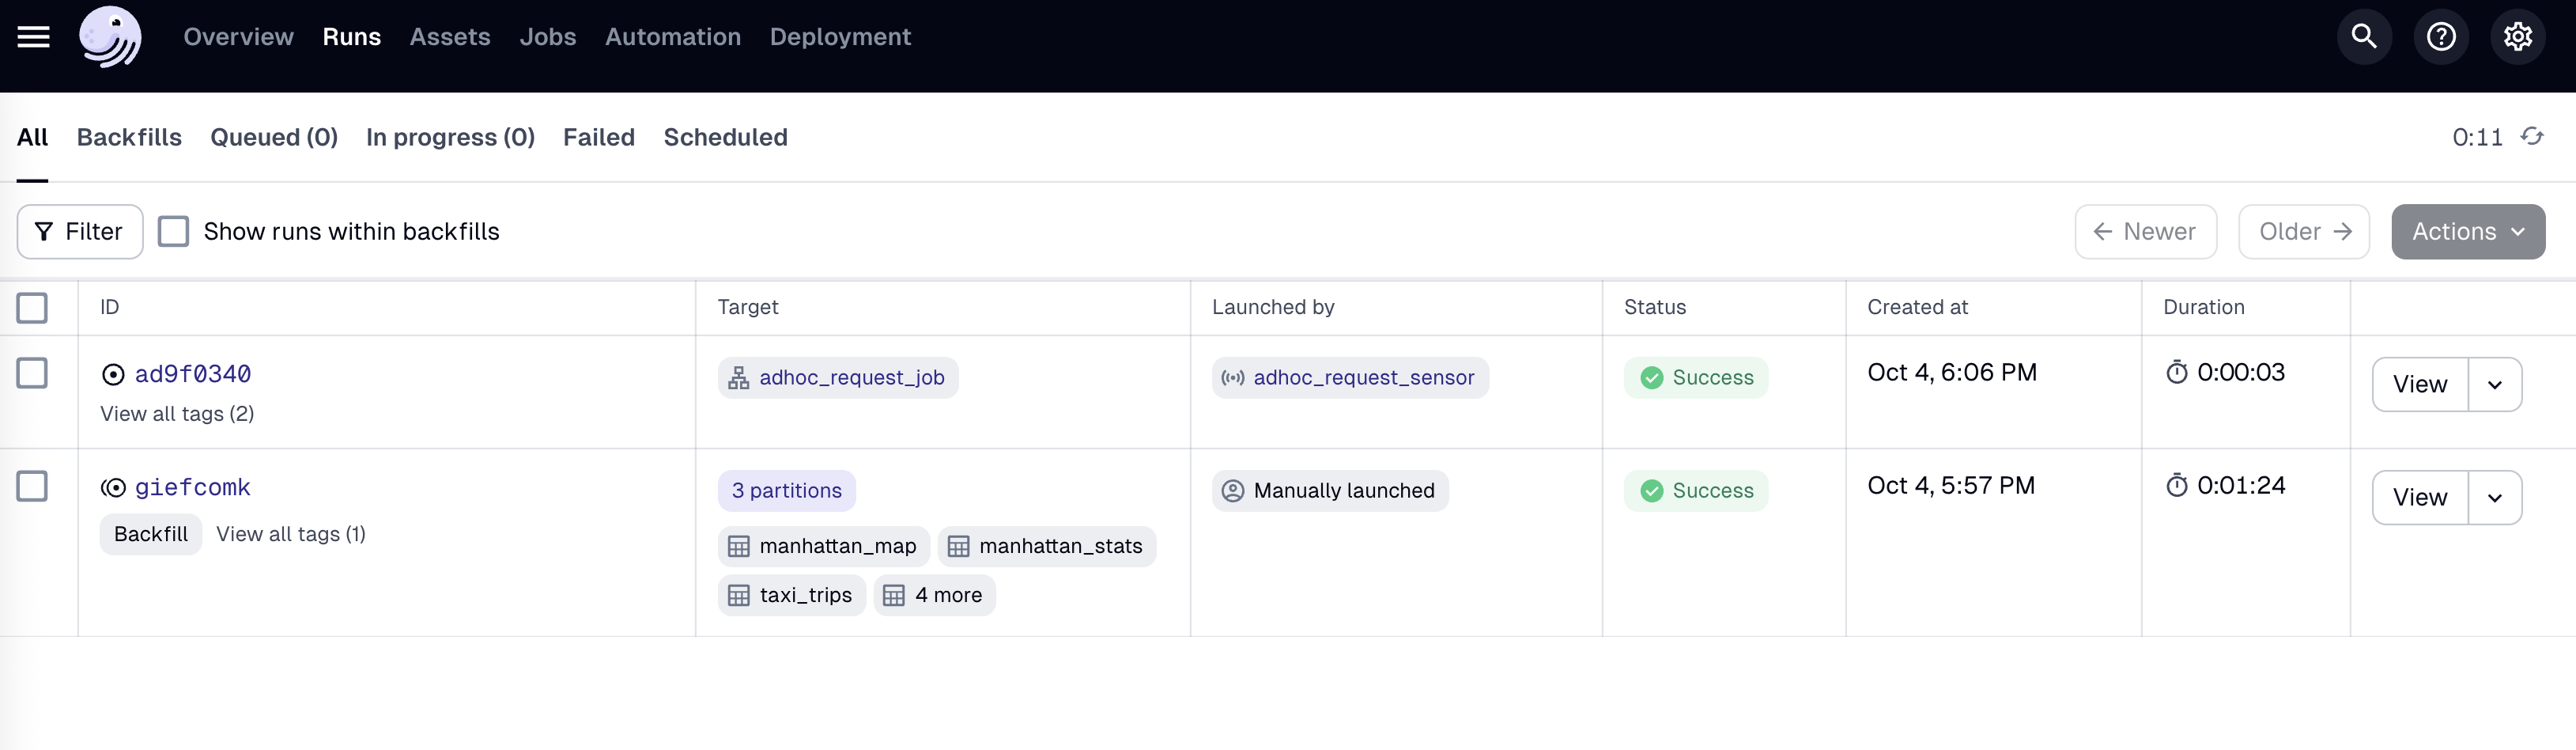 Overview Runs Assets Jobs Automation Deployment
All Backfills Queued (0) In progress (0) Failed Scheduled 0:11
Filter Show runs within backfills Newer Older Actions
ID Target Launched by Status Created at Duration
ad9f0340 adhoc_request_job adhoc_request_sensor Success Oct 4, 6:06 PM 0:00:03 View
View all tags (2)
giefcomk 3 partitions Manually launched Success Oct 4, 5:57 PM 0:01:24 View
Backfill View all tags (1) manhattan_map manhattan_stats
taxi_trips 4 more